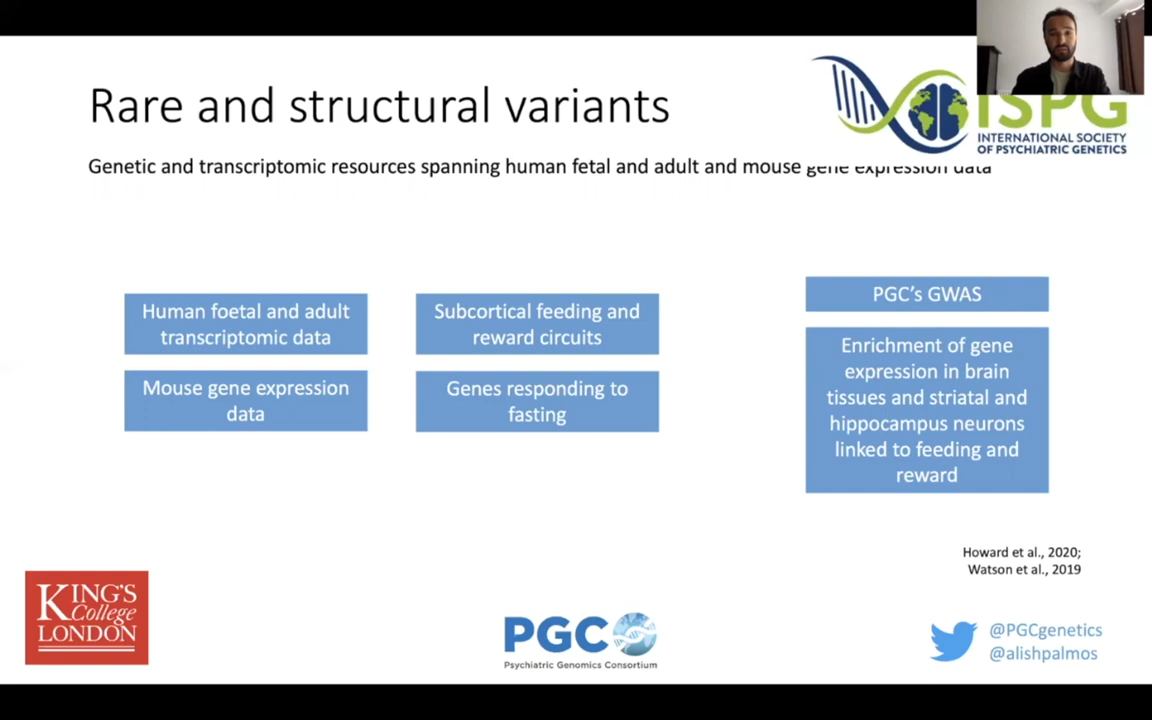 Rare and structural variants
ISPG
INTERNATIONAL SOCIETY
OF PSYCHIATRIC GENETICS
Genetic and transcriptomic resources spanning human fetal and adult and mouse gene expression data
Human foetal and adult
transcriptomic data
Subcortical feeding and
reward circuits
PGC's GWAS
Mouse gene expression
data
Genes responding to
fasting
Enrichment of gene
expression in brain
tissues and striatal and
hippocampus neurons
linked to feeding and
reward
Howard et al., 2020;
Watson et al., 2019
KING'S
College
LONDON
PGC
Psychiatric Genomics Consortium
@PGCgenetics
@alishpalmos